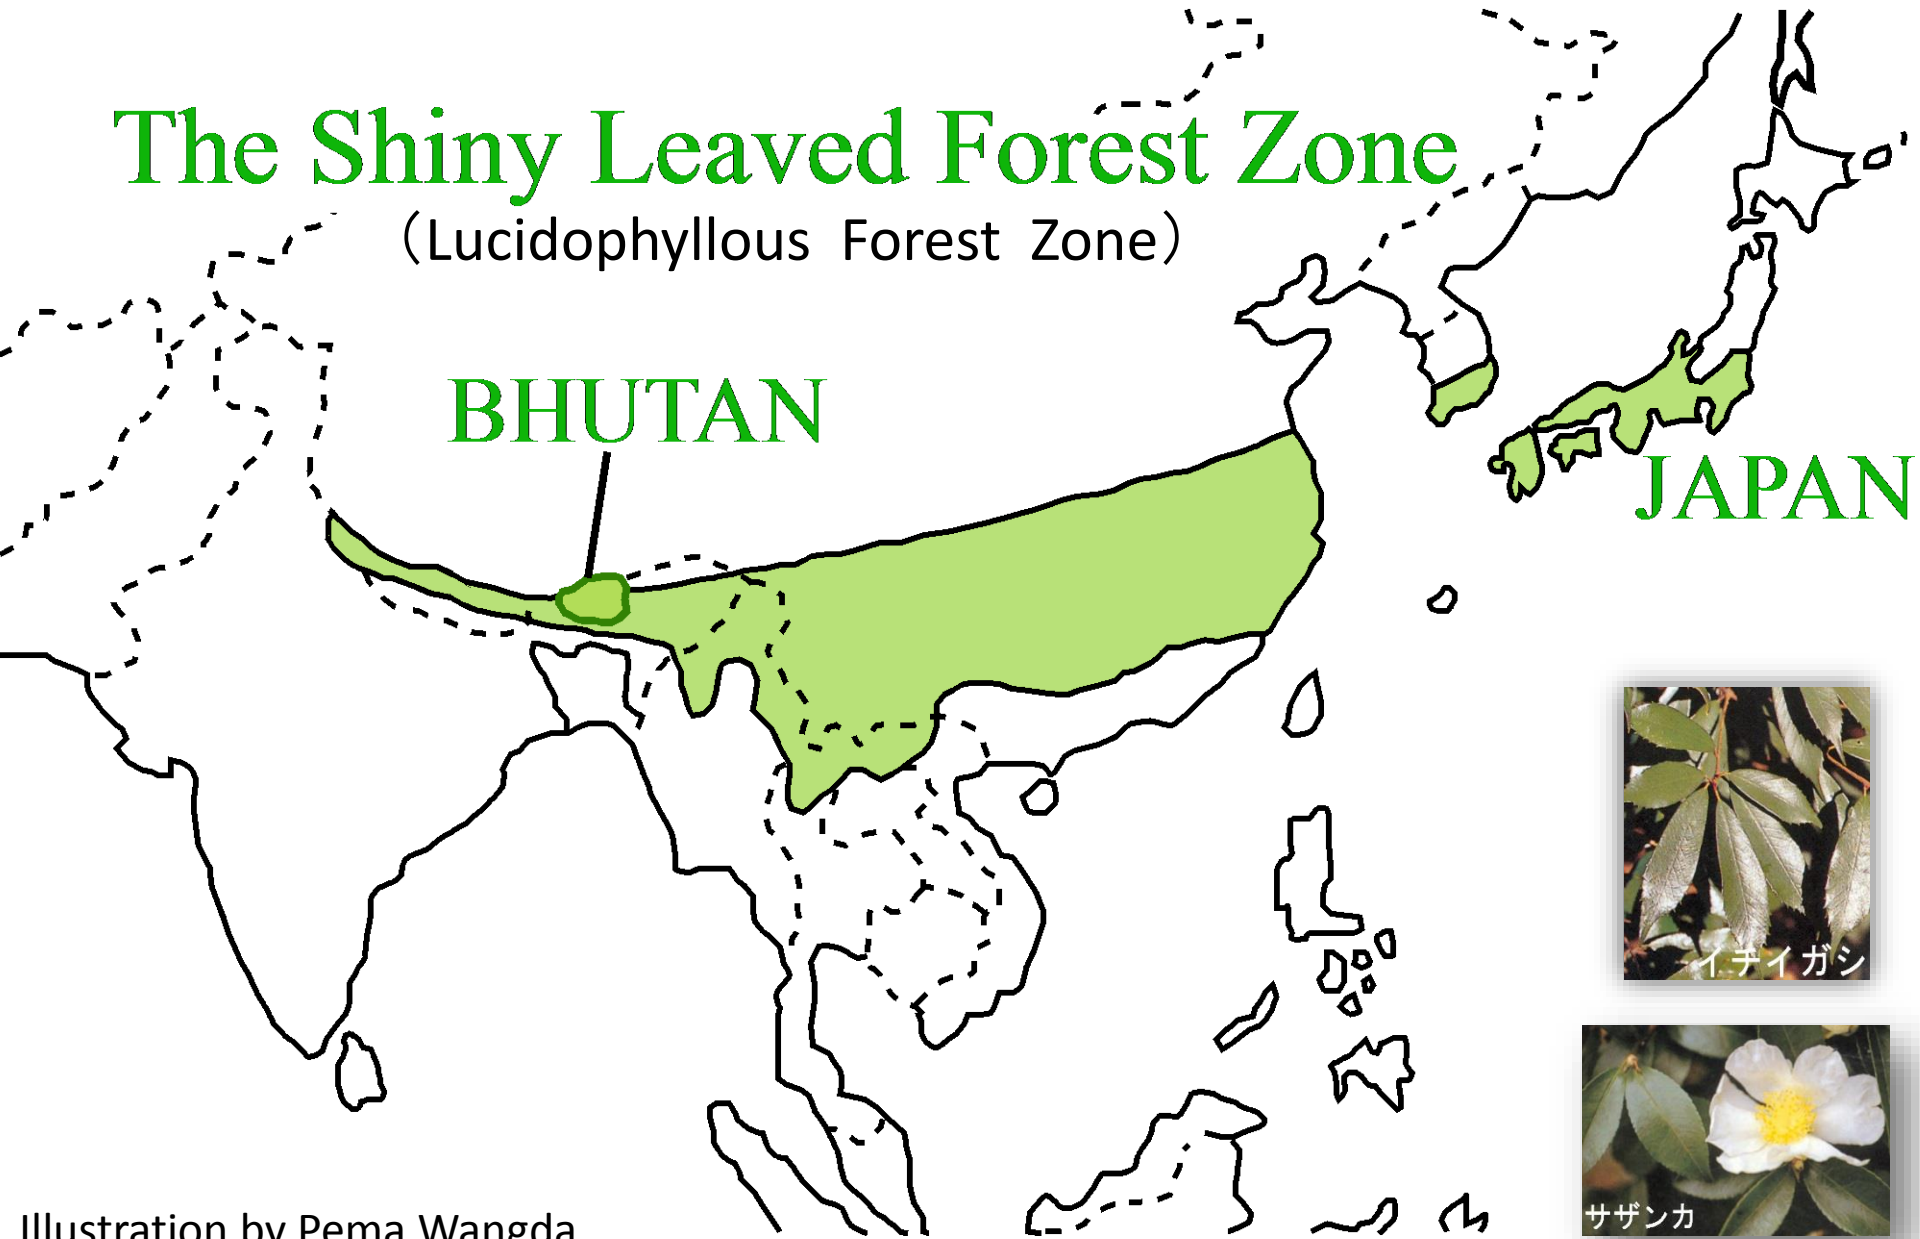 The Shiny Leaved Forest Zone
（Lucidophyllous Forest Zone）
BHUTAN
JAPAN
イチイガシ
サザンカ
Illustration by Pema Wangda